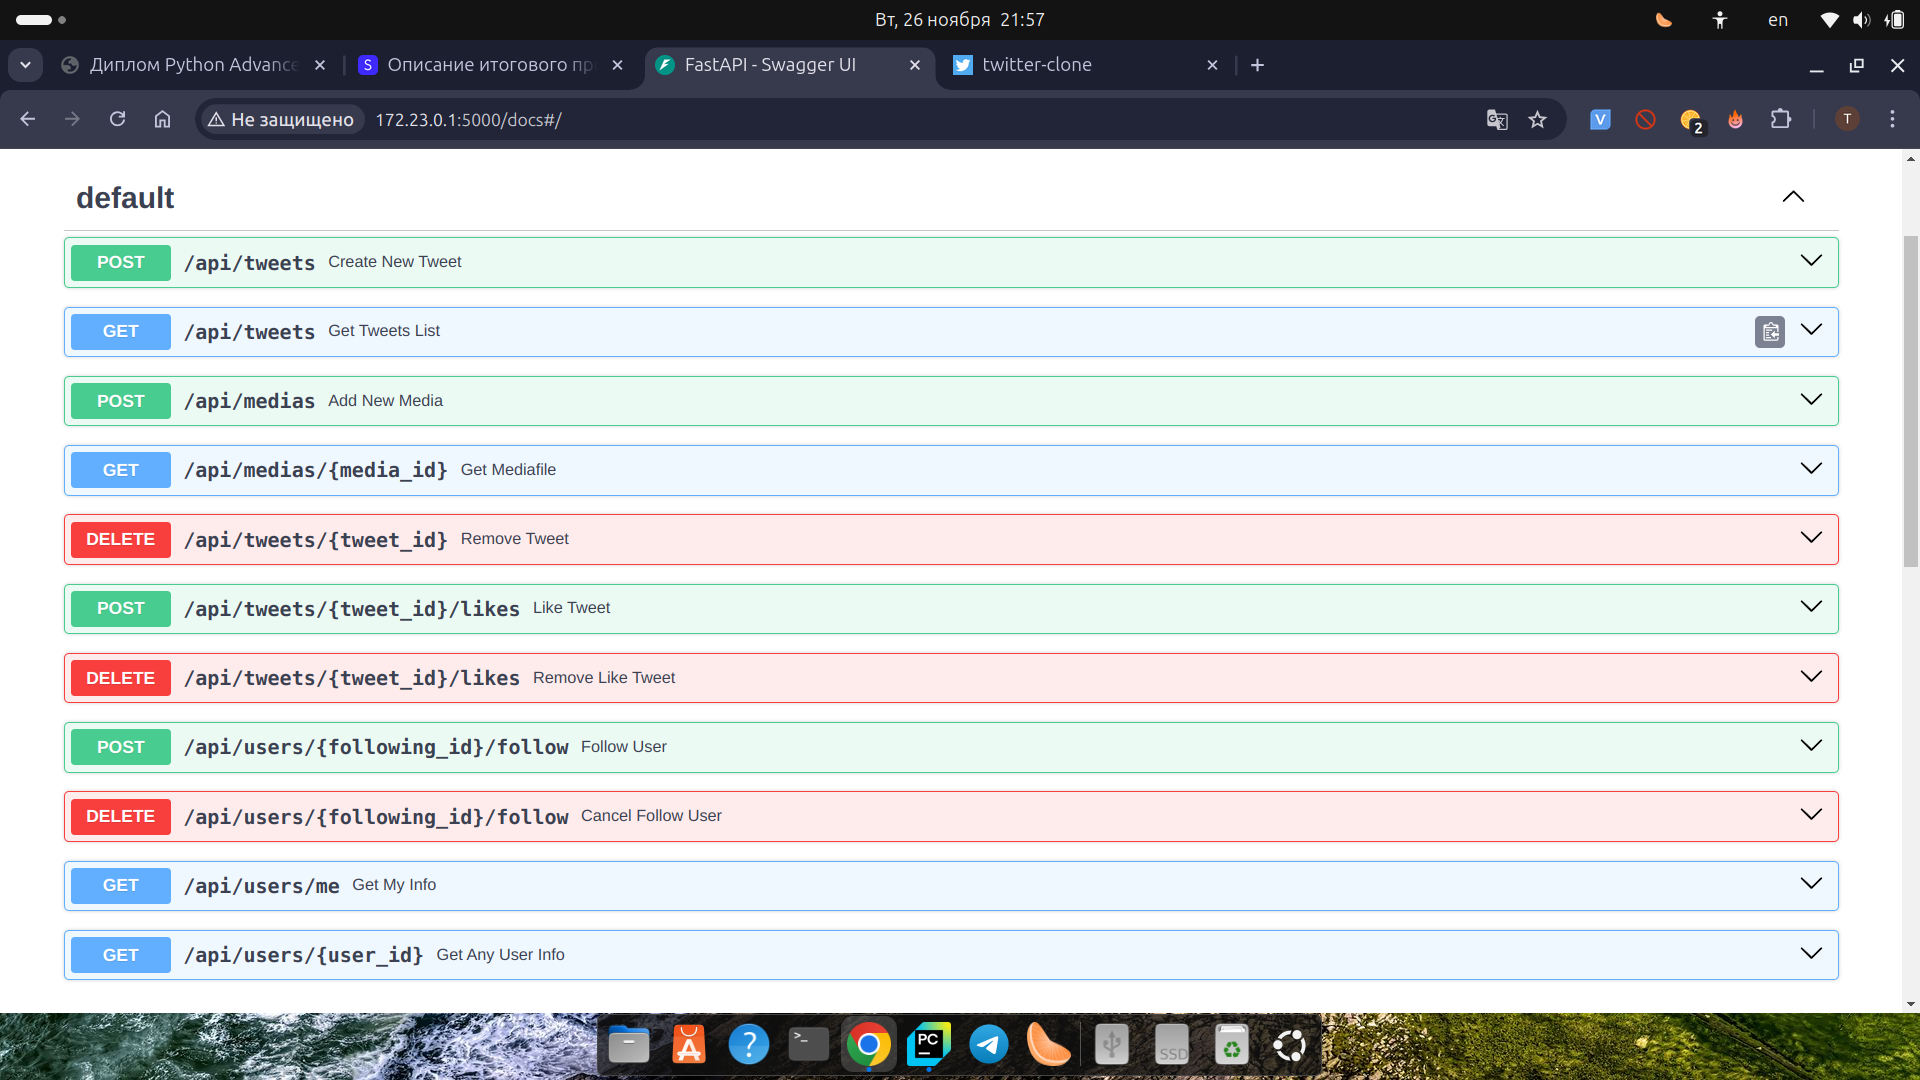 Вт, 26 ноября 21:57
en
Диплом Python Advance
S Описание итогового пр
FastAPI - Swagger UI
twitter-clone
Не защищено 172.23.0.1:5000/docs#/
V
2
T
default
POST /api/tweets Create New Tweet
GET /api/tweets Get Tweets List
POST /api/medias Add New Media
GET /api/medias/{media_id} Get Mediafile
DELETE /api/tweets/{tweet_id} Remove Tweet
POST /api/tweets/{tweet_id}/likes Like Tweet
DELETE /api/tweets/{tweet_id}/likes Remove Like Tweet
POST /api/users/{following_id}/follow Follow User
DELETE /api/users/{following_id}/follow Cancel Follow User
GET /api/users/me Get My Info
GET /api/users/{user_id} Get Any User Info
? >_ PC SSD